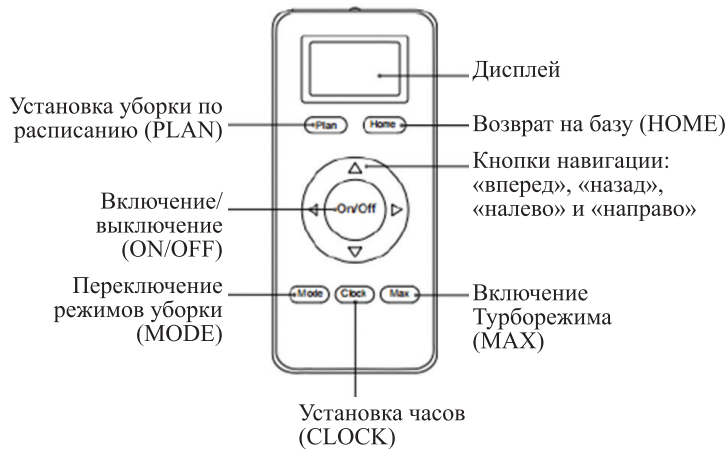 Дисплей
Установка уборки по
расписанию (PLAN)
Plan
Home
Возврат на базу (HOME)
Кнопки навигации:
«вперед», «назад»,
«налево» и «направо»
Включение/
выключение
(ON/OFF)
On/Off
Переключение
режимов уборки
(MODE)
Mode
Clock
Max
Включение
Турборежима
(MAX)
Установка часов
(CLOCK)